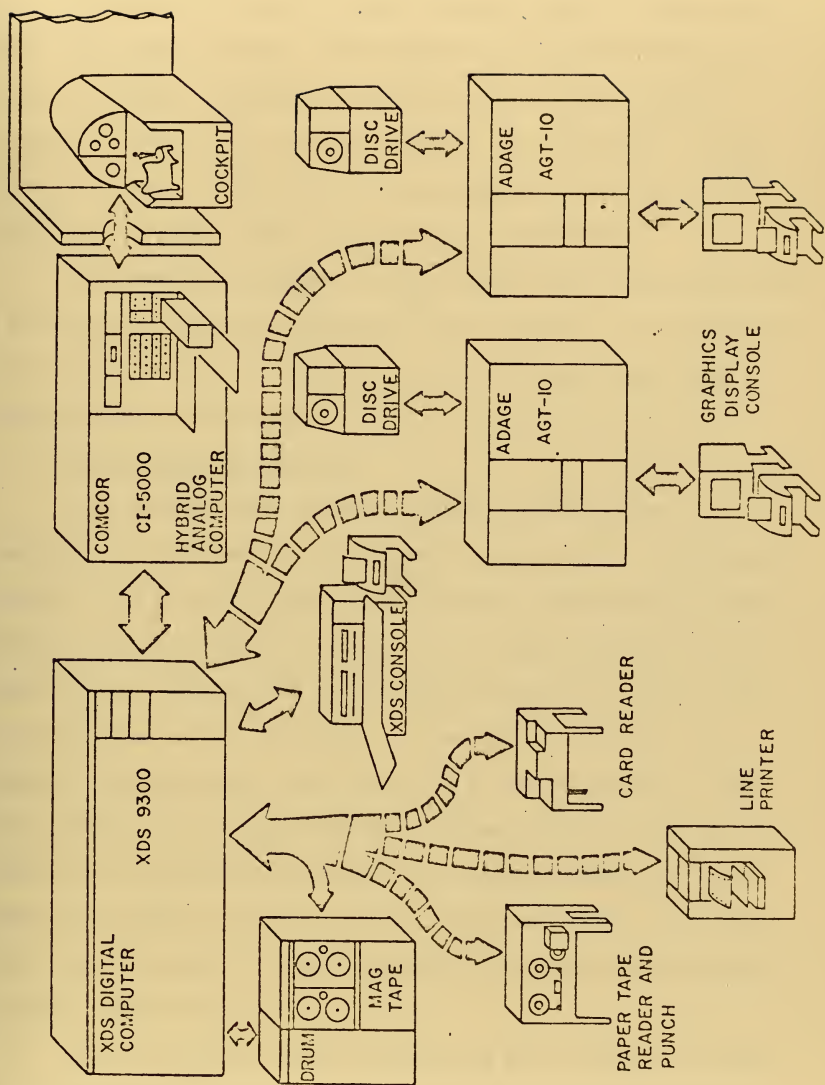 XDS DIGITAL
COMPUTER
XDS 9300
COMCOR
CI-5000
HYBRID
ANALOG
COMPUTER
COCKPIT
DRUM
MAG
TAPE
XDS CONSOLE
DISC
DRIVE
DISC
DRIVE
PAPER TAPE
READER AND
PUNCH
LINE
PRINTER
CARD READER
ADAGE
AGT-10
ADAGE
AGT-10
GRAPHICS
DISPLAY
CONSOLE